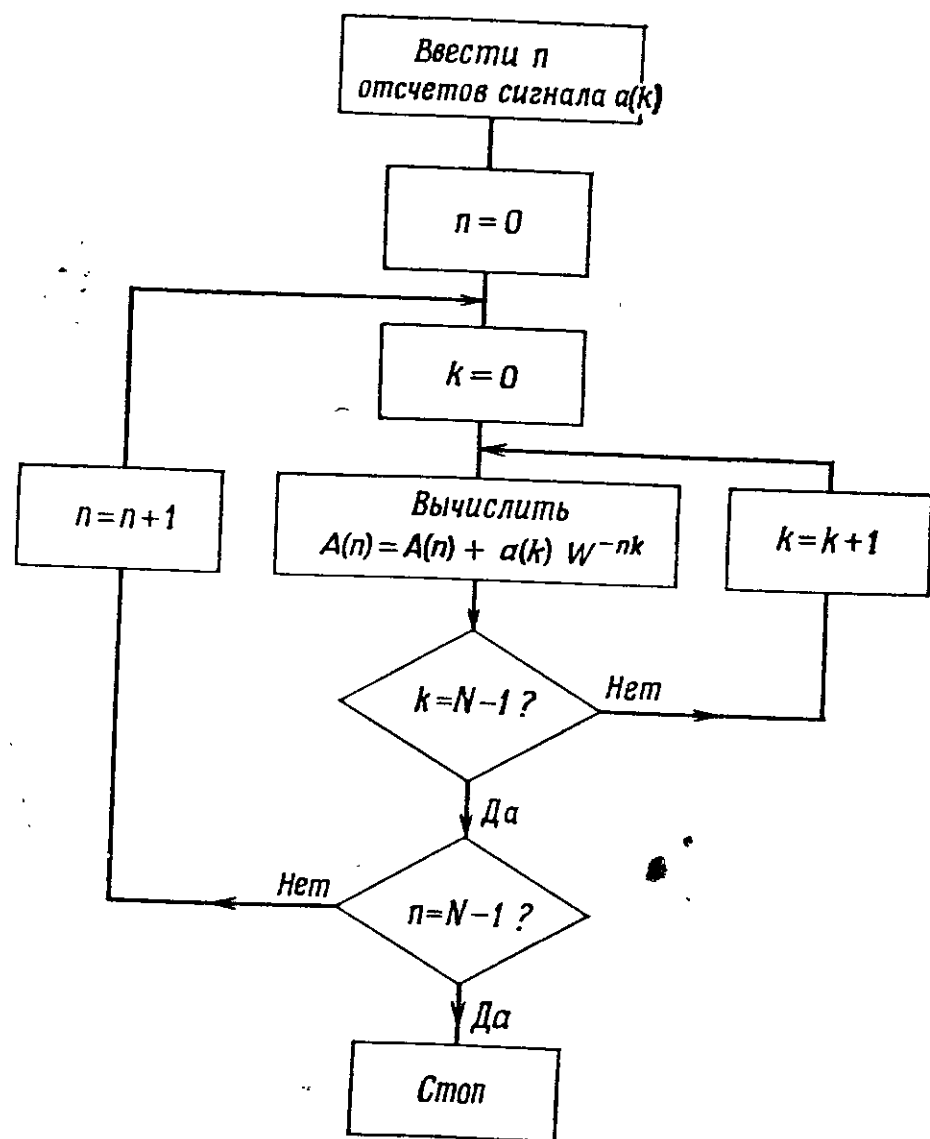 Ввести n
отсчетов сигнала a(k)
n = 0
k = 0
n = n + 1
Вычислить
A(n) = A(n) + a(k) W^{-nk}
k = k + 1
k = N - 1 ?
Нет
Да
Нет
n = N - 1 ?
Да
Стоп